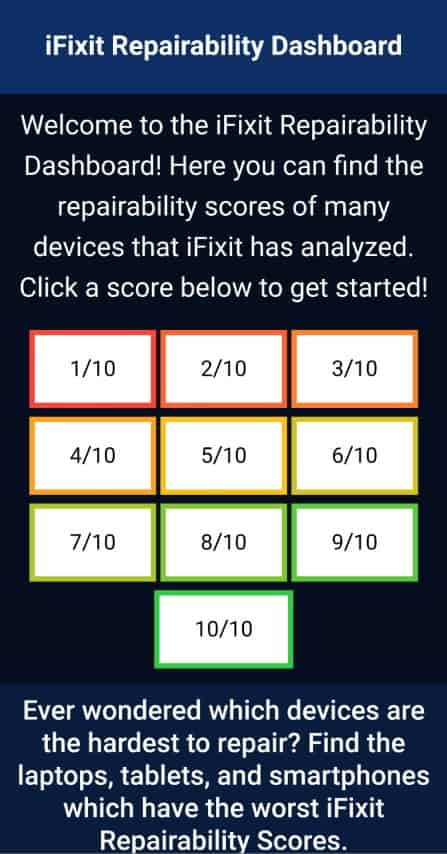 iFixit Repairability Dashboard
Welcome to the iFixit Repairability
Dashboard! Here you can find the
repairability scores of many
devices that iFixit has analyzed.
Click a score below to get started!
1/10 2/10 3/10
4/10 5/10 6/10
7/10 8/10 9/10
10/10
Ever wondered which devices are
the hardest to repair? Find the
laptops, tablets, and smartphones
which have the worst iFixit
Repairability Scores.